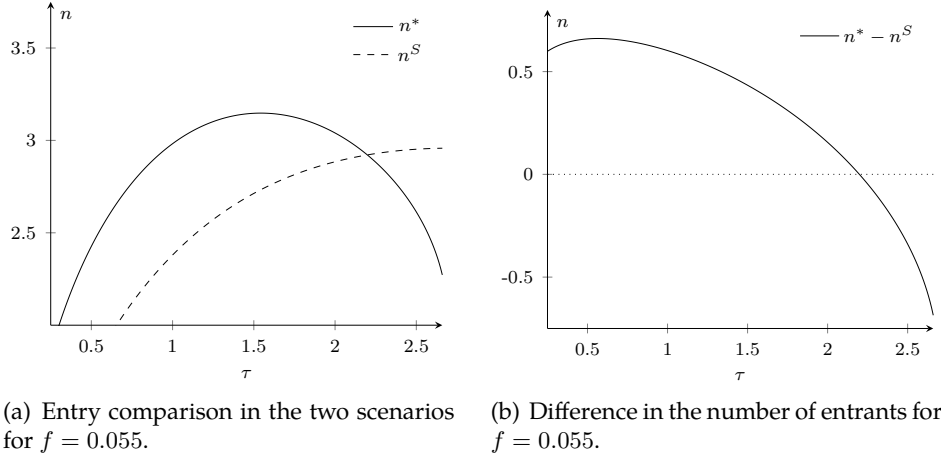 n
n*
n^S
3.5
3
2.5
0.5 1 1.5 2 2.5
τ
(a) Entry comparison in the two scenarios
for f = 0.055.
n
n* − n^S
0.5
0
-0.5
0.5 1 1.5 2 2.5
τ
(b) Difference in the number of entrants for
f = 0.055.